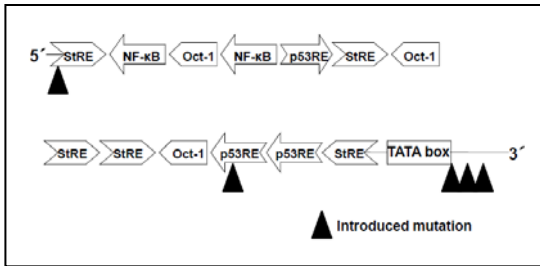 5´ StRE NF-κB Oct-1 NF-κB p53RE StRE Oct-1
StRE StRE Oct-1 p53RE p53RE StRE TATA box 3´
Introduced mutation